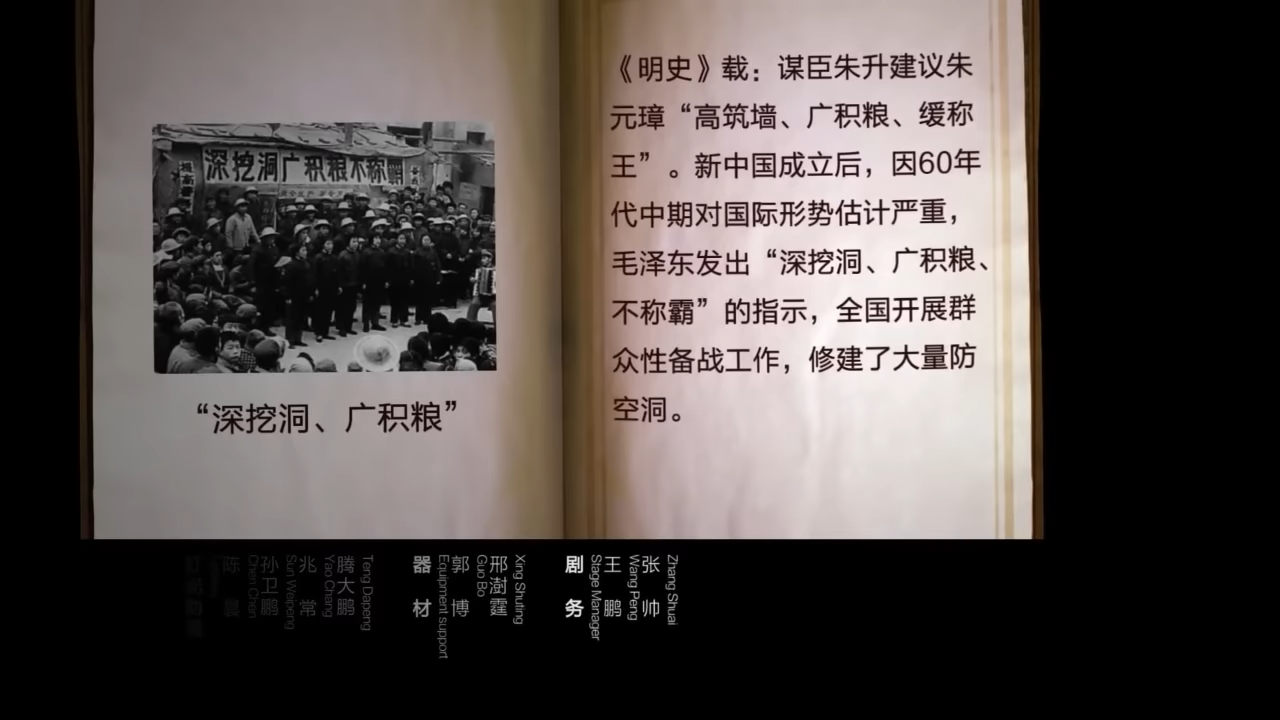 深挖洞广积粮不称霸
“深挖洞、广积粮”
《明史》载：谋臣朱升建议朱
元璋“高筑墙、广积粮、缓称
王”。新中国成立后，因60年
代中期对国际形势估计严重，
毛泽东发出“深挖洞、广积粮、
不称霸”的指示，全国开展群
众性备战工作，修建了大量防
空洞。
陈晨
Chen Chen
孙卫鹏
Sun Weipeng
兆常
Yao Chang
腾大鹏
Teng Dapeng
器材
Equipment support
郭博
Guo Bo
邢澍霆
Xing Shuting
剧务
Stage Manager
王鹏
Wang Peng
张帅
Zhang Shuai